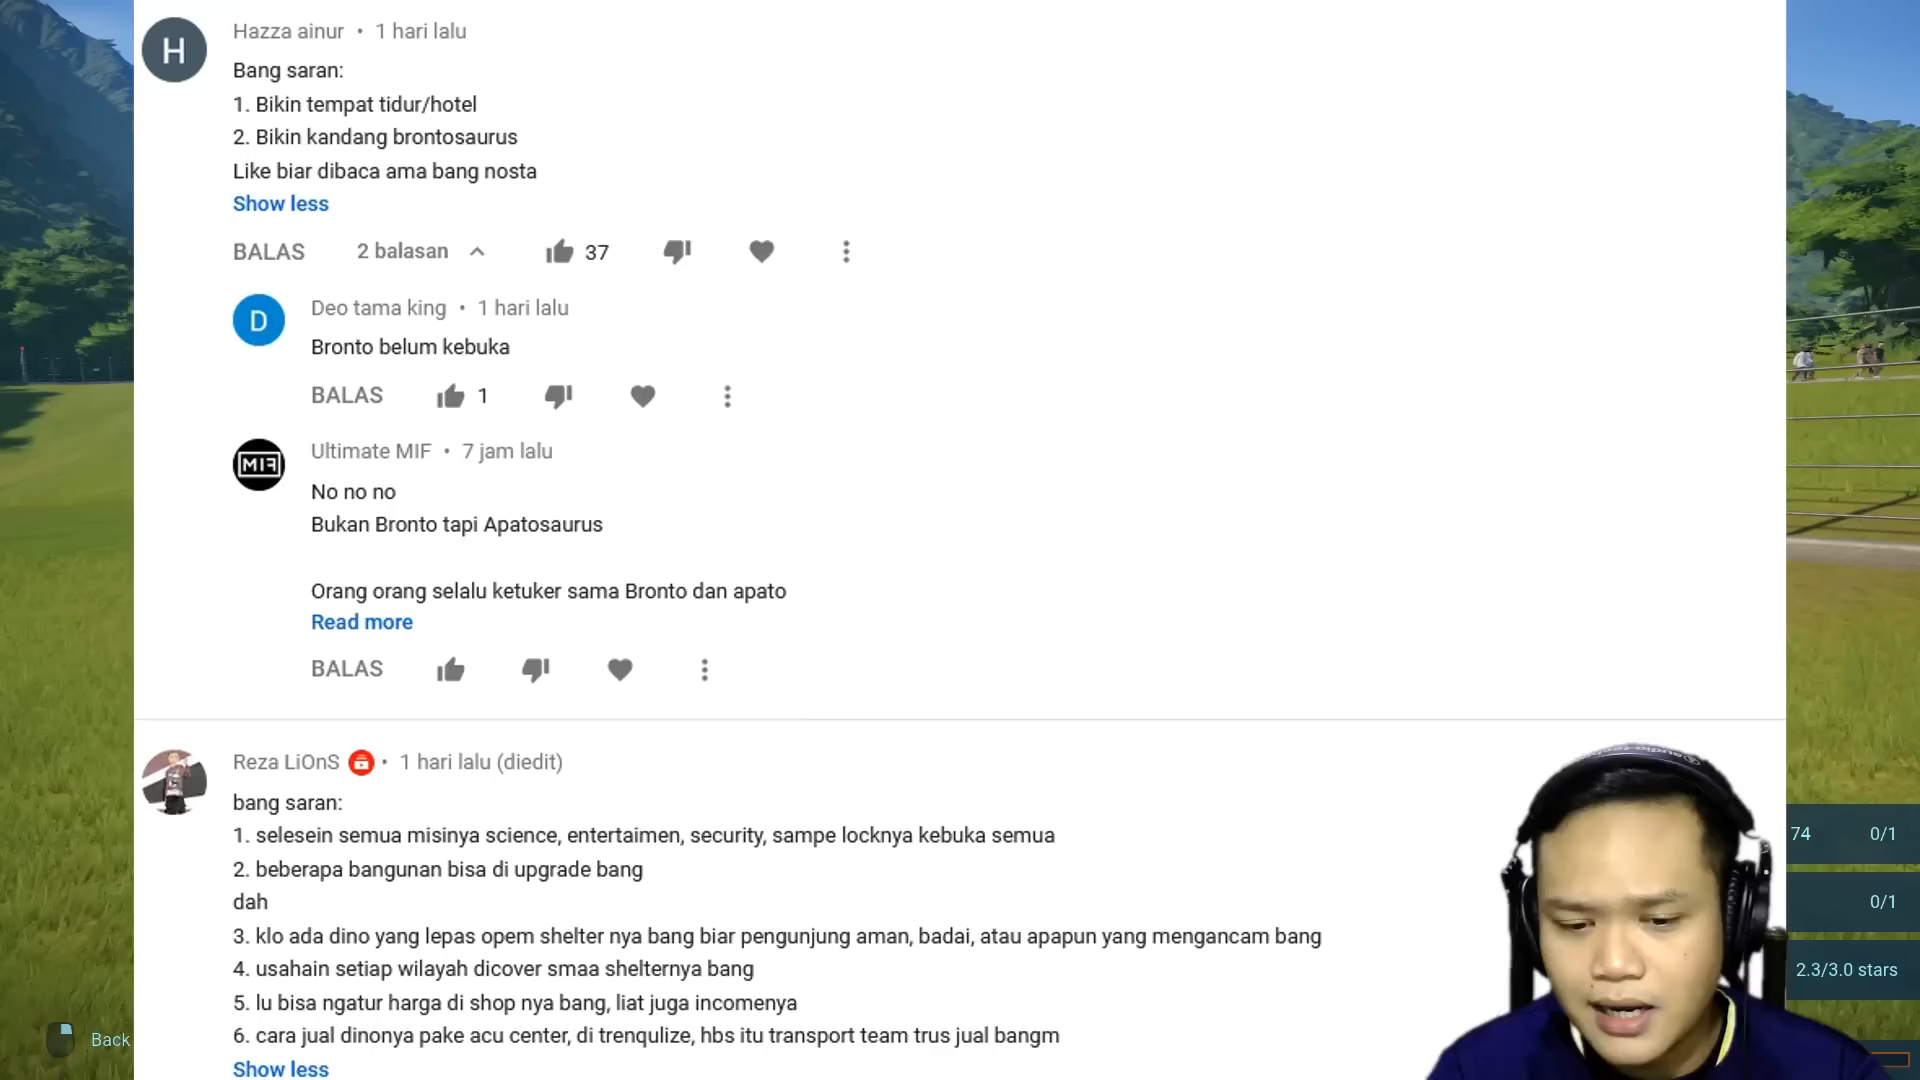 Hazza ainur • 1 hari lalu
Bang saran:
1. Bikin tempat tidur/hotel
2. Bikin kandang brontosaurus
Like biar dibaca ama bang nosta
Show less
BALAS 2 balasan 37
Deo tama king • 1 hari lalu
Bronto belum kebuka
BALAS 1
Ultimate MIF • 7 jam lalu
No no no
Bukan Bronto tapi Apatosaurus
Orang orang selalu ketuker sama Bronto dan apato
Read more
BALAS
Reza LiOnS • 1 hari lalu (diedit)
bang saran:
1. selesein semua misinya science, entertaimen, security, sampe locknya kebuka semua
2. beberapa bangunan bisa di upgrade bang
dah
3. klo ada dino yang lepas opem shelter nya bang biar pengunjung aman, badai, atau apapun yang mengancam bang
4. usahain setiap wilayah dicover smaa shelternya bang
5. lu bisa ngatur harga di shop nya bang, liat juga incomenya
6. cara jual dinonya pake acu center, di trenqulize, hbs itu transport team trus jual bangm
Show less
H
D
MIF
74 0/1
0/1
2.3/3.0 stars
Back